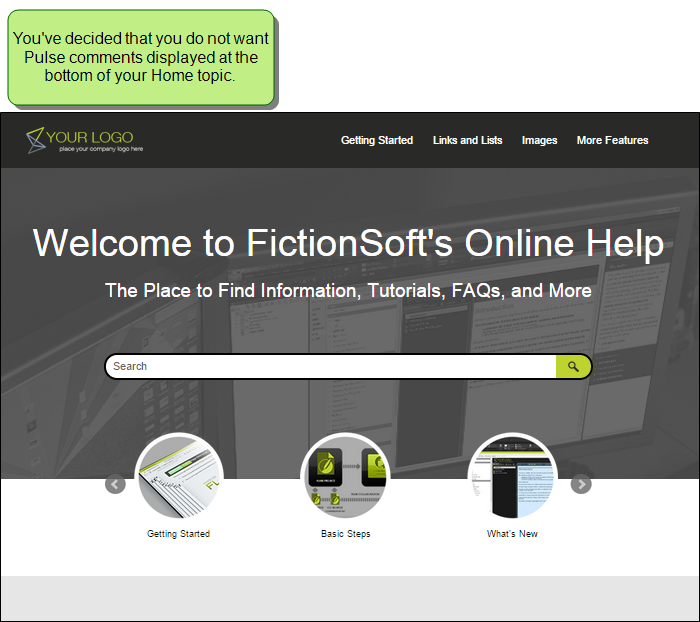 You've decided that you do not want
Pulse comments displayed at the
bottom of your Home topic.
YOUR LOGO
place your company logo here
Getting Started Links and Lists Images More Features
Welcome to FictionSoft's Online Help
The Place to Find Information, Tutorials, FAQs, and More
Search
Getting Started Basic Steps What's New